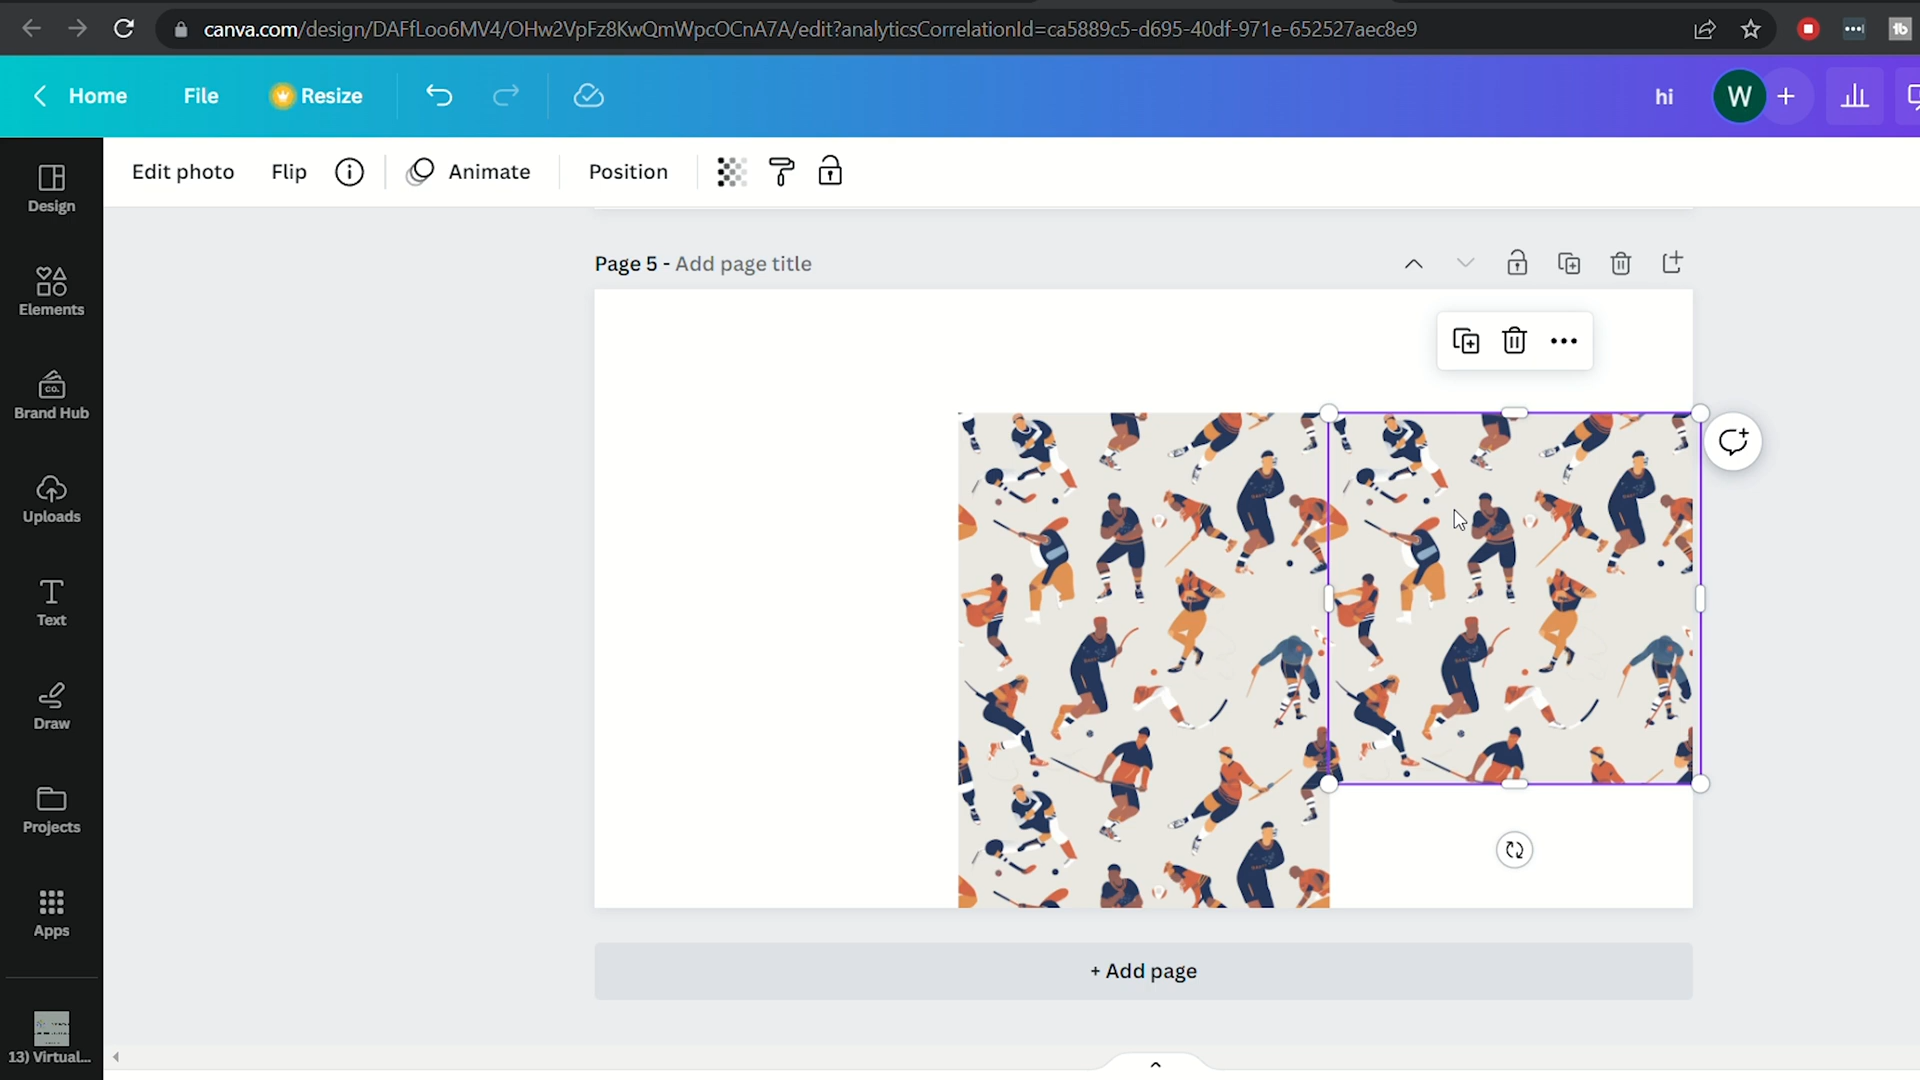 canva.com/design/DAFfLoo6MV4/OHw2VpFz8KwQmWpcOCnA7A/edit?analyticsCorrelationId=ca5889c5-d695-40df-971e-652527aec8e9
tb
Home File Resize hi W +
Edit photo Flip Animate Position
Design
Elements
CO.
Brand Hub
Uploads
Text
Draw
Projects
Apps
13) Virtual...
Page 5 - Add page title
+ Add page